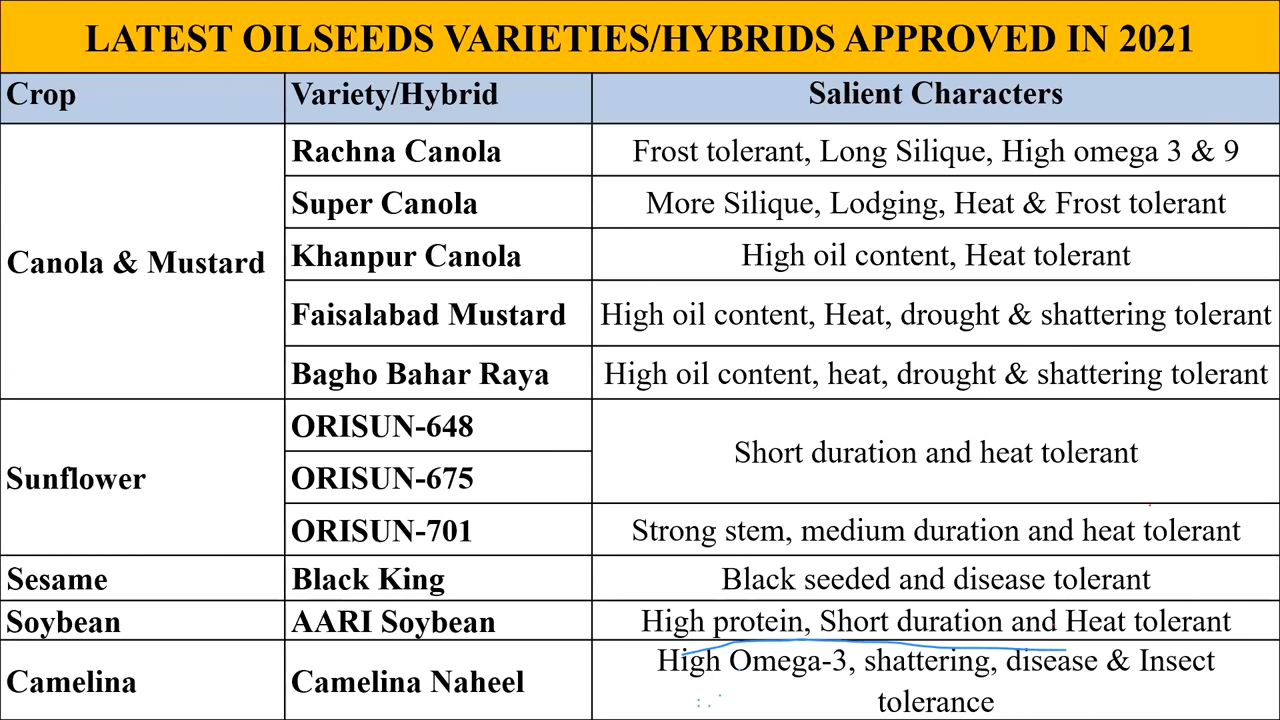 LATEST OILSEEDS VARIETIES/HYBRIDS APPROVED IN 2021
Crop Variety/Hybrid Salient Characters
Canola & Mustard
Rachna Canola Frost tolerant, Long Silique, High omega 3 & 9
Super Canola More Silique, Lodging, Heat & Frost tolerant
Khanpur Canola High oil content, Heat tolerant
Faisalabad Mustard High oil content, Heat, drought & shattering tolerant
Bagho Bahar Raya High oil content, heat, drought & shattering tolerant
Sunflower
ORISUN-648
Short duration and heat tolerant
ORISUN-675
ORISUN-701 Strong stem, medium duration and heat tolerant
Sesame Black King Black seeded and disease tolerant
Soybean AARI Soybean High protein, Short duration and Heat tolerant
Camelina Camelina Naheel High Omega-3, shattering, disease & Insect
tolerance